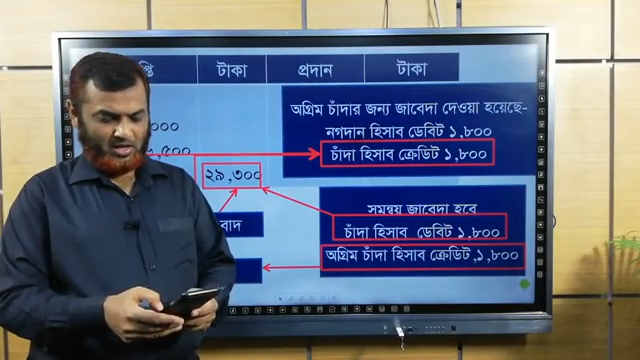 প্তি টাকা প্রদান টাকা
অগ্রিম চাঁদার জন্য জাবেদা দেওয়া হয়েছে-
নগদান হিসাব ডেবিট ১,৮০০
চাঁদা হিসাব ক্রেডিট ১,৮০০
২৯,৩০০
সমন্বয় জাবেদা হবে
চাঁদা হিসাব ডেবিট ১,৮০০
অগ্রিম চাঁদা হিসাব ক্রেডিট ১,৮০০
বাদ